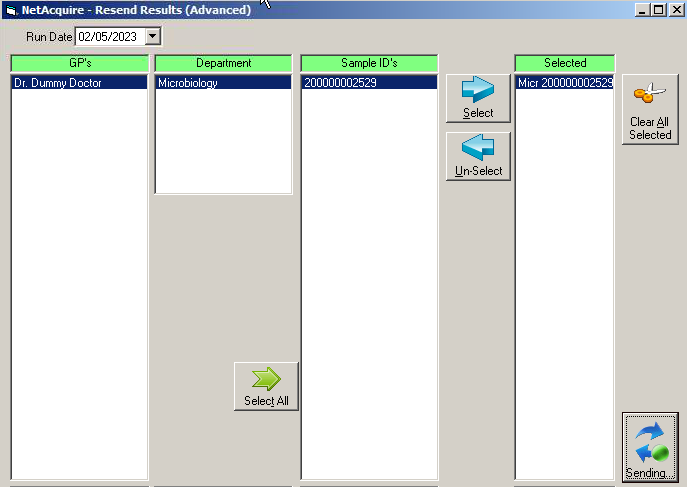 NetAcquire - Resend Results (Advanced)
Run Date 02/05/2023
GP's Department Sample ID's Selected
Dr. Dummy Doctor Microbiology 200000002529 Micr 200000002529
Select
Clear All
Selected
Un-Select
Select All
Sending...